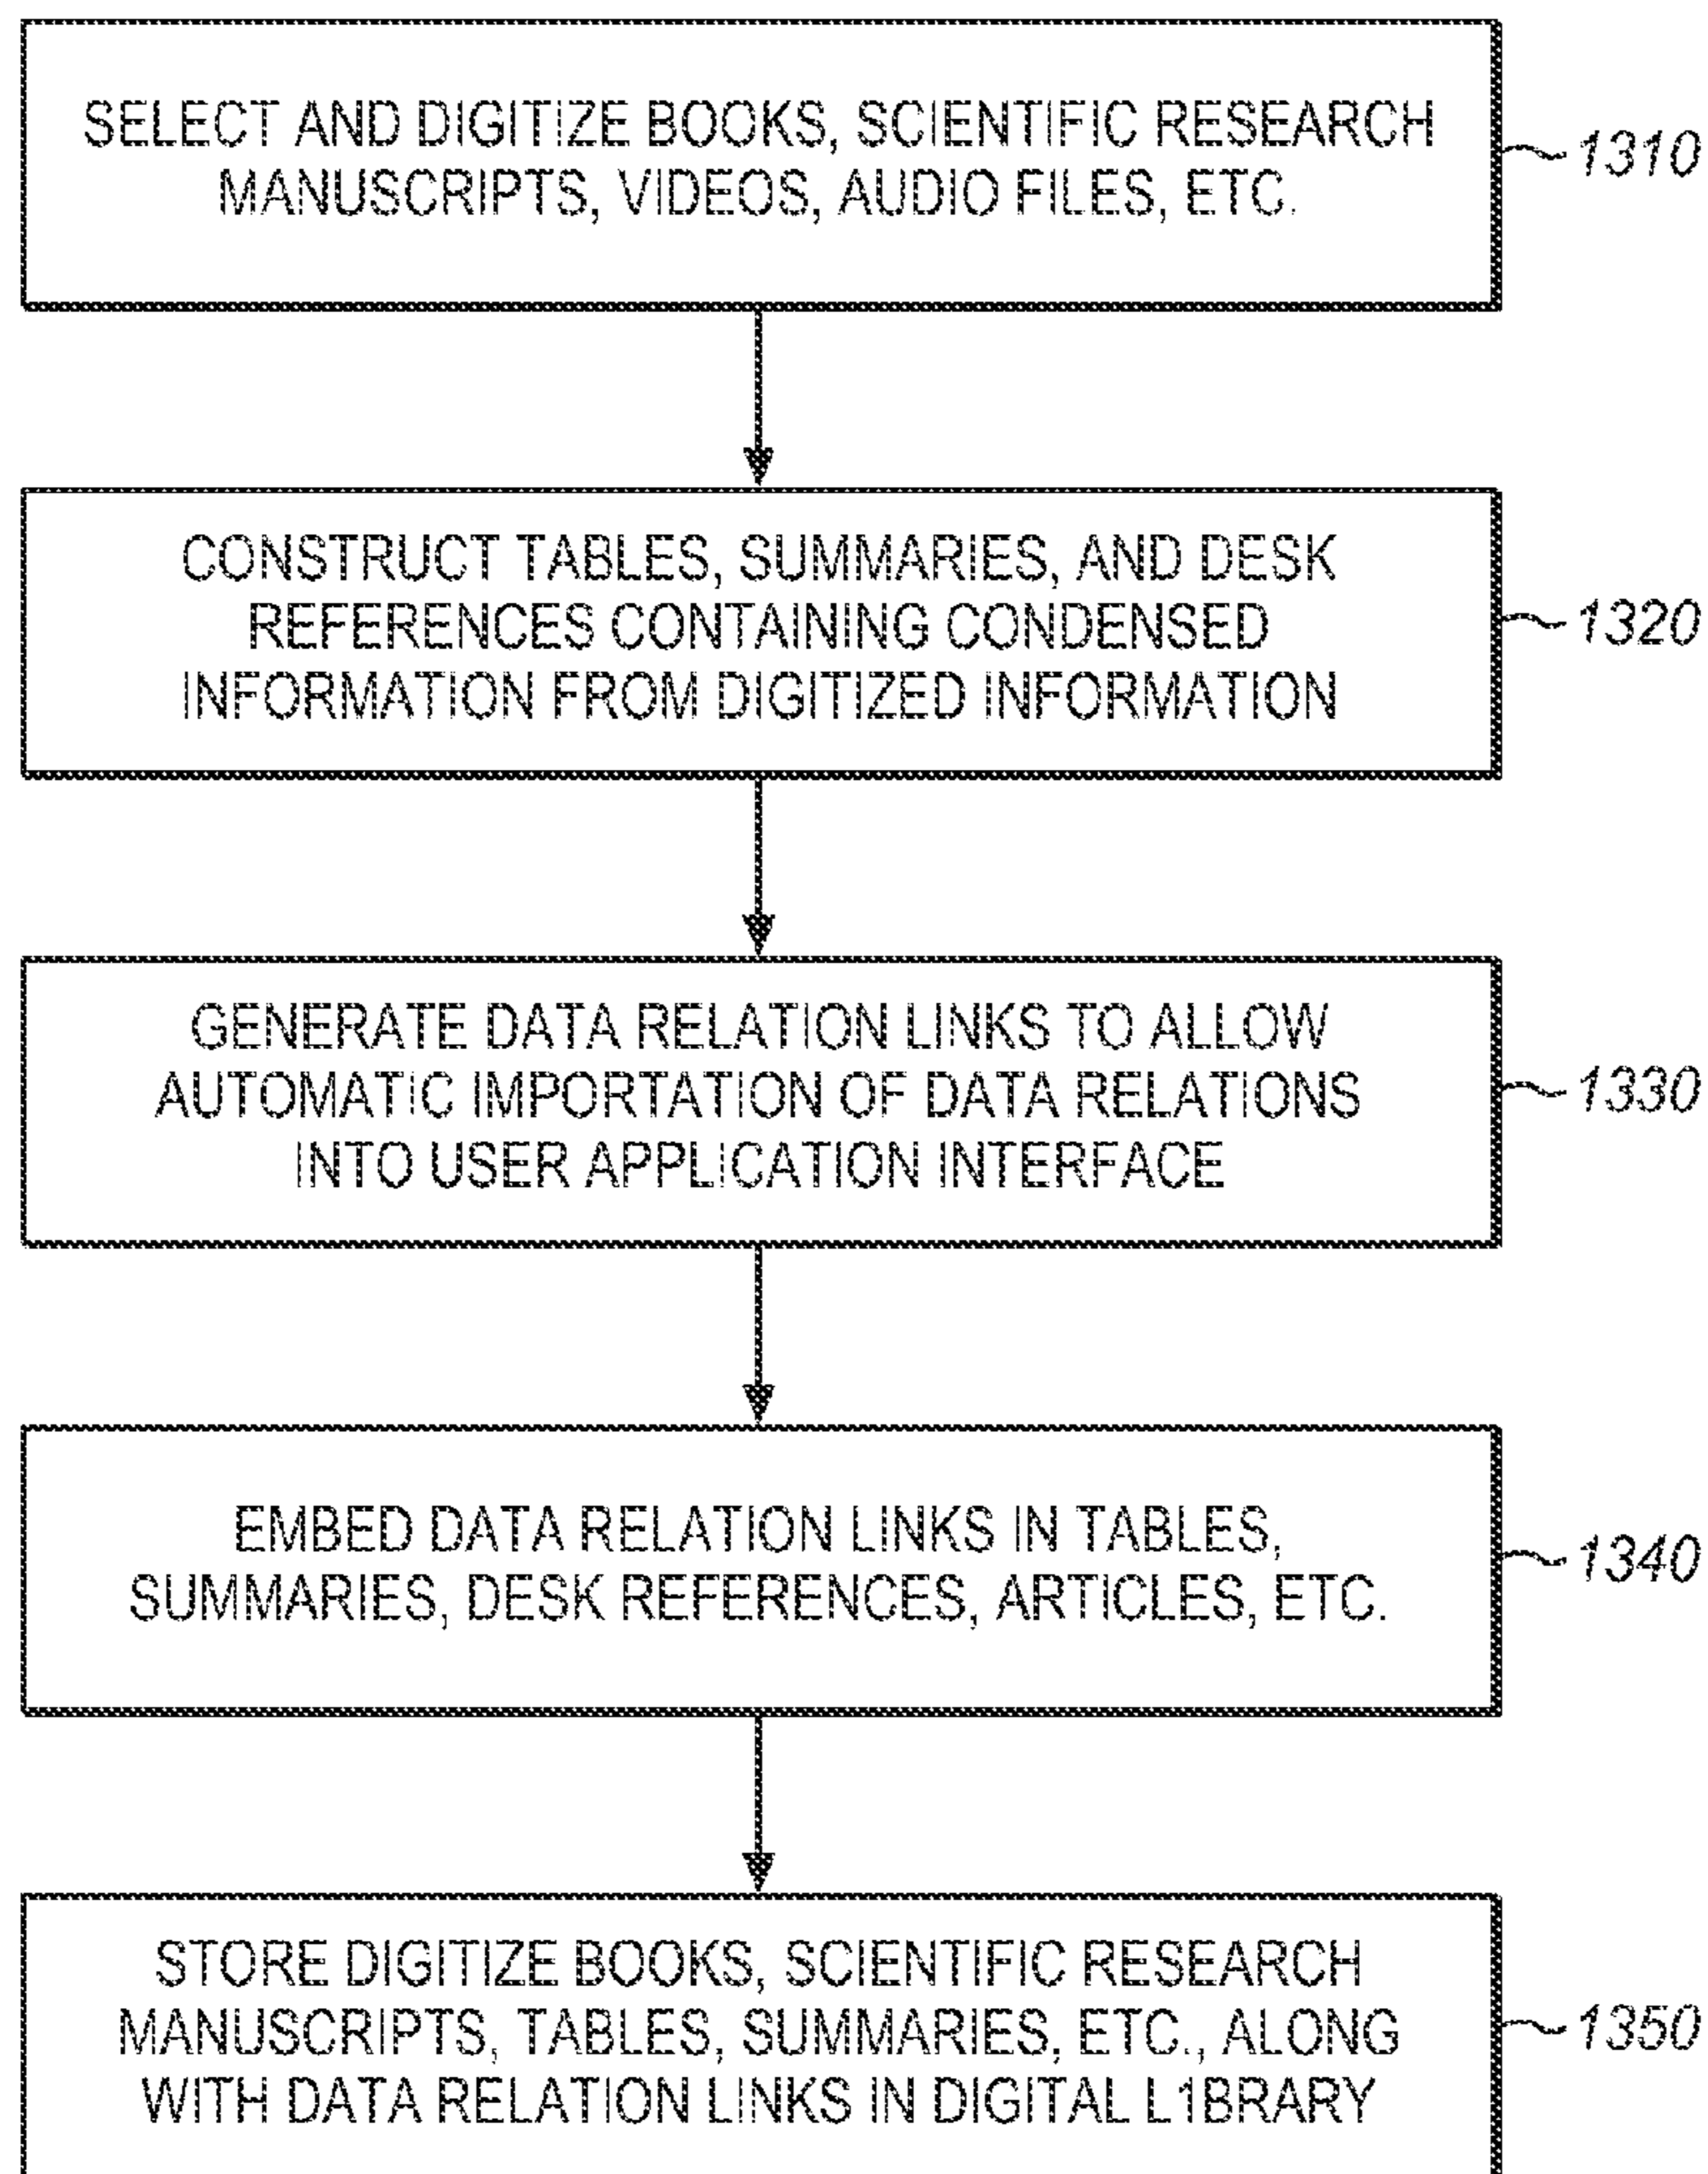 SELECT AND DIGITIZE BOOKS, SCIENTIFIC RESEARCH
MANUSCRIPTS, VIDEOS, AUDIO FILES, ETC.
1310
CONSTRUCT TABLES, SUMMARIES, AND DESK
REFERENCES CONTAINING CONDENSED
INFORMATION FROM DIGITIZED INFORMATION
1320
GENERATE DATA RELATION LINKS TO ALLOW
AUTOMATIC IMPORTATION OF DATA RELATIONS
INTO USER APPLICATION INTERFACE
1330
EMBED DATA RELATION LINKS IN TABLES,
SUMMARIES, DESK REFERENCES, ARTICLES, ETC.
1340
STORE DIGITIZE BOOKS, SCIENTIFIC RESEARCH
MANUSCRIPTS, TABLES, SUMMARIES, ETC., ALONG
WITH DATA RELATION LINKS IN DIGITAL L1BRARY
1350